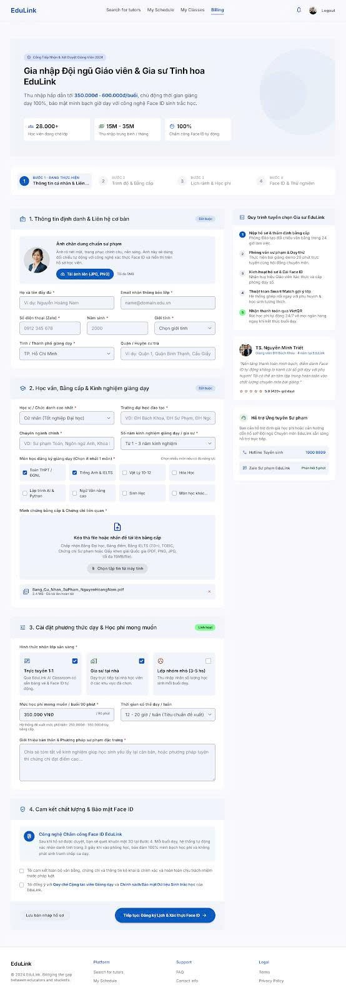 EduLink
Search for tutors My Schedule My Classes Billing
Logout
Cổng Tiếp Nhận & Xét Duyệt Giảng Viên 2024
Gia nhập Đội ngũ Giáo viên & Gia sư Tinh hoa
EduLink
Thu nhập hấp dẫn tới 350.000đ - 600.000đ/buổi, chủ động thời gian giảng
dạy 100%, bảo mật minh bạch giờ dạy với công nghệ Face ID sinh trắc học.
28.000+
Học viên đang chờ lớp
15M - 35M
Thu nhập trung bình / tháng
100%
Chấm công Face ID tự động
1
BƯỚC 1 · ĐANG THỰC HIỆN
Thông tin cá nhân & Liên...
2
BƯỚC 2
Trình độ & Bằng cấp
3
BƯỚC 3
Lịch rảnh & Học phí
4
BƯỚC 4
Face ID & Thử nghiệm
1. Thông tin định danh & Liên hệ cơ bản
Bắt buộc
Ảnh chân dung chuẩn sư phạm
Ảnh rõ nét mặt, trang phục chỉnh chu, nền sáng. Ảnh này sẽ dùng
đối chiếu tự động với công nghệ xác thực Face ID và hiển thị trên
hồ sơ học viên.
Tải ảnh lên (JPG, PNG)
Tối đa 5MB
Họ và tên đầy đủ *
Email nhận thông báo lớp *
Ví dụ: Nguyễn Hoàng Nam
name@domain.edu.vn
Số điện thoại (Zalo) *
Năm sinh *
Giới tính *
0912 345 678
2000
Chọn giới tính
Tỉnh / Thành phố giảng dạy *
Quận / Huyện cư trú
TP. Hồ Chí Minh
Ví dụ: Quận 1, Quận Bình Thạnh, Cầu Giấy
2. Học vấn, Bằng cấp & Kinh nghiệm giảng dạy
Bắt buộc
Học vị / Chức danh cao nhất *
Trường đại học đào tạo *
Cử nhân (Tốt nghiệp Đại học)
VD: ĐH Bách Khoa, ĐH Sư Phạm, ĐH Ngo
Chuyên ngành chính *
Số năm kinh nghiệm giảng dạy / gia sư *
VD: Sư phạm Toán, Ngôn ngữ Anh, Khoa
Từ 1 - 3 năm kinh nghiệm
Môn học đăng ký giảng dạy (Chọn ít nhất 1 môn) *
Chọn nhiều môn nếu có đủ năng lực
Toán THPT /
ĐGNL
Tiếng Anh & IELTS
Vật Lý 10-12
Hóa Học
Lập trình AI &
Python
Ngữ Văn nâng
cao
Sinh Học
Môn học khác...
Minh chứng bằng cấp & Chứng chỉ liên quan *
Kéo thả file hoặc nhấn để tải lên bằng cấp
Chấp nhận Bằng Đại học, Bảng điểm, Bằng IELTS (7.0+), TOEIC,
Chứng chỉ Sư phạm hoặc Giấy khen giải Quốc gia (PDF, PNG, JPG,
tối đa 15MB/file).
Chọn tập tin từ máy tính
Bang_Cu_Nhan_SuPham_NguyenHoangNam.pdf
2.4 MB · Đã tải lên hoàn tất
3. Cài đặt phương thức dạy & Học phí mong muốn
Linh hoạt
Hình thức nhận lớp sẵn sàng *
Trực tuyến 1:1
Qua EduLink AI Classroom có
sẵn bảng vẽ & Face ID tự
động.
Gia sư tại nhà
Dạy trực tiếp tại nhà học viên
ở các khu vực đã chọn.
Lớp nhóm nhỏ (3-5 hs)
Thu nhập nhân số lượng học
sinh mỗi buổi dạy.
Mức học phí mong muốn / buổi 90 phút *
Thời gian có thể dạy / tuần
350.000 VNĐ
/ 90 phút
12 - 20 giờ / tuần (Tiêu chuẩn đề xuất)
Hệ thống đề xuất mức phổ biến: 250.000đ - 550.000đ tùy
bằng cấp.
Giới thiệu bản thân & Phương pháp sư phạm đặc trưng *
Chia sẻ tóm tắt về kinh nghiệm giúp học sinh yếu lấy lại căn bản, hoặc phương pháp luyện
thi chứng chỉ đạt điểm cao...
4. Cam kết chất lượng & Bảo mật Face ID
Công nghệ Chấm công Face ID EduLink
Sau khi hồ sơ được duyệt, bạn sẽ quét khuôn mặt 3D tại Bước 4. Mỗi buổi dạy, hệ thống tự động
xác nhận danh tính trong 3 giây khi vào phòng học, bảo đảm 100% minh bạch học phí và không
phát sinh tranh chấp ca dạy.
Tôi cam kết toàn bộ văn bằng, chứng chỉ và thông tin kê khai là chính xác và hoàn toàn chịu trách nhiệm
trước pháp luật.
Tôi đồng ý với Quy chế Cộng tác viên Giảng dạy và Chính sách Bảo mật Dữ liệu Sinh trắc học của
EduLink.
Lưu bản nháp hồ sơ
Tiếp tục: Đăng ký Lịch & Xác thực Face ID →
Quy trình tuyển chọn Gia sư EduLink
1
Nộp hồ sơ & thẩm định bằng cấp
Phòng Đào tạo đối chiếu văn bằng trong 24
giờ làm việc.
2
Phỏng vấn sư phạm & Dạy thử
Thực hiện bài giảng demo 20 phút trực
tuyến cùng hội đồng chuyên môn.
3
Kích hoạt hồ sơ & Cài Face ID
Nhận huy hiệu Giáo viên Xác thực và cấp
phòng dạy số.
4
Thuật toán Smart Match gợi ý lớp
Hệ thống ghép nối ngay với phụ huynh &
học sinh tương thích.
5
Nhận thanh toán qua VietQR
Rút học phí tự động 24/7 về mọi ngân hàng
ngay khi kết thúc buổi dạy.
TS. Nguyễn Minh Triết
Giảng viên ĐH Bách Khoa · 4 năm tại EduLink
"Nền tảng thanh toán minh bạch, điểm danh Face
ID tự động không lo tranh cãi số giờ dạy với phụ
huynh! Tôi có thể an tâm tập trung hoàn toàn vào
chất lượng chuyên môn bài giảng."
5.0 (420+ giờ dạy)
Hỗ trợ Ứng tuyển Sư phạm
Bạn cần hỗ trợ định giá học phí hoặc cần hướng
dẫn hồ sơ? Đội ngũ Chuyên môn EduLink sẵn sàng
hỗ trợ trực tiếp.
Hotline Tuyển sinh
1900 8899
Zalo Sư phạm EduLink
Phản hồi 5 phút
EduLink
© 2024 EduLink. Bridging the gap
between educators and students.
Platform
Search for tutors
My Schedule
Support
FAQ
Contact info
Legal
Terms
Privacy Policy